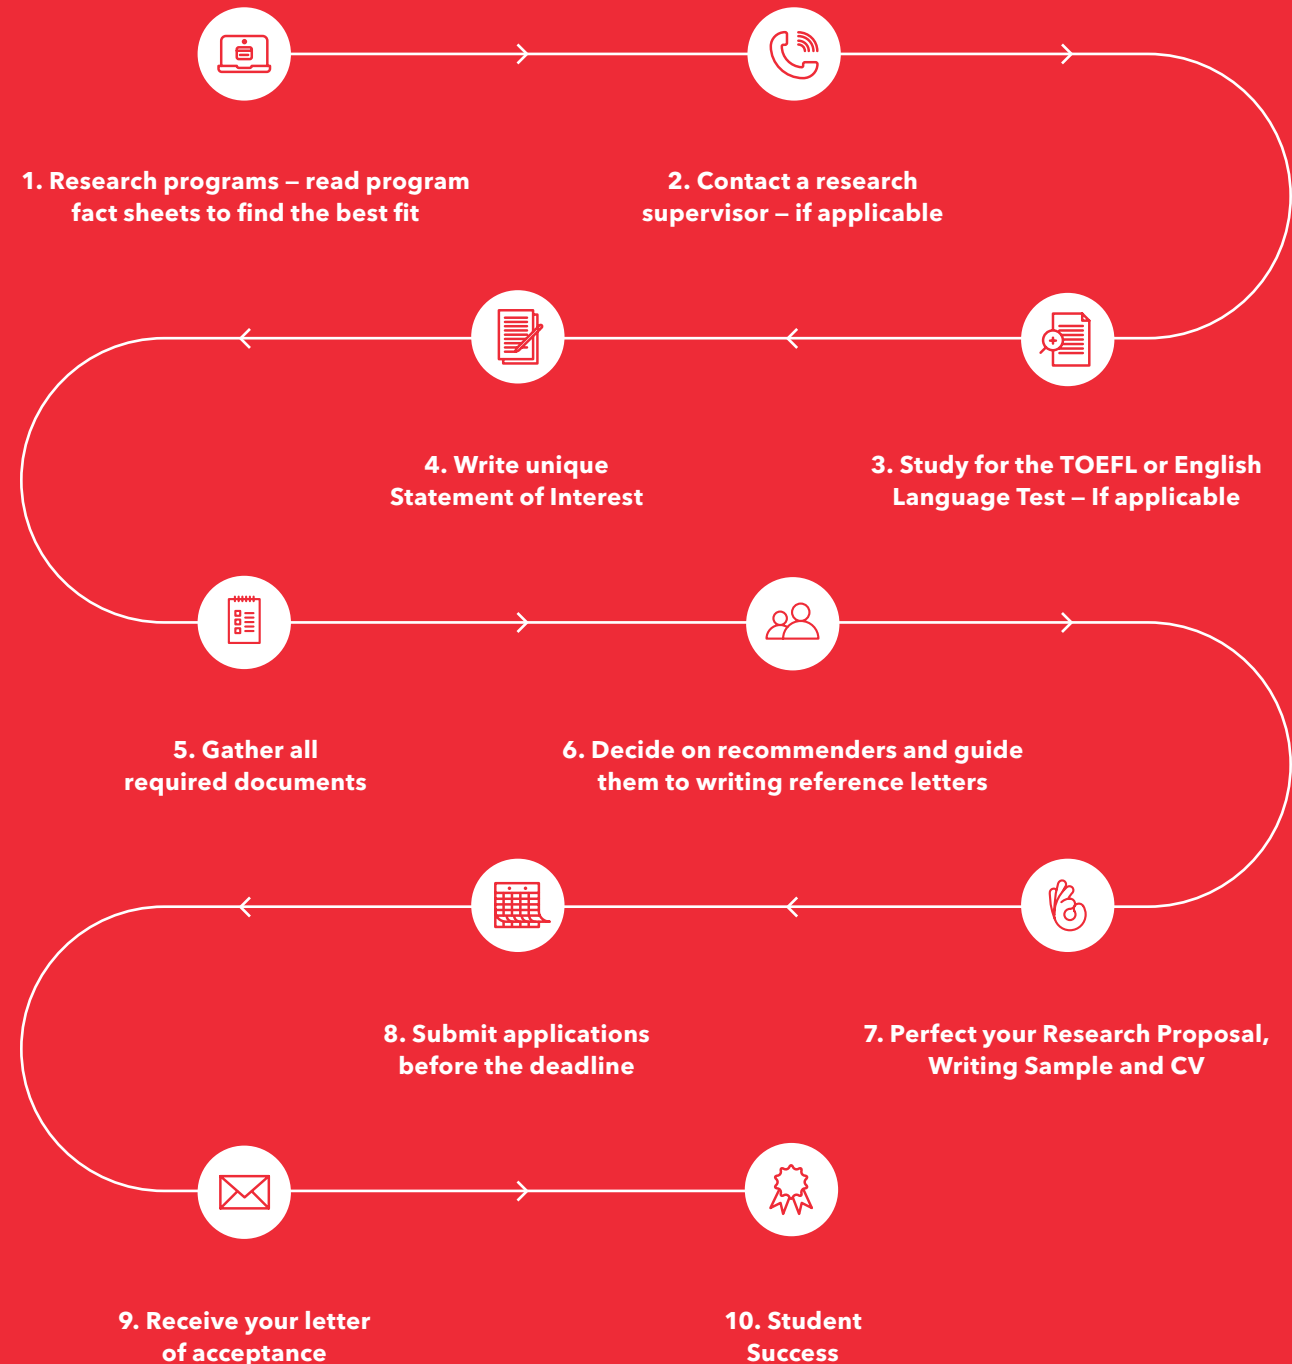 1. Research programs – read program
fact sheets to find the best fit
2. Contact a research
supervisor – if applicable
3. Study for the TOEFL or English
Language Test – If applicable
4. Write unique
Statement of Interest
5. Gather all
required documents
6. Decide on recommenders and guide
them to writing reference letters
7. Perfect your Research Proposal,
Writing Sample and CV
8. Submit applications
before the deadline
9. Receive your letter
of acceptance
10. Student
Success